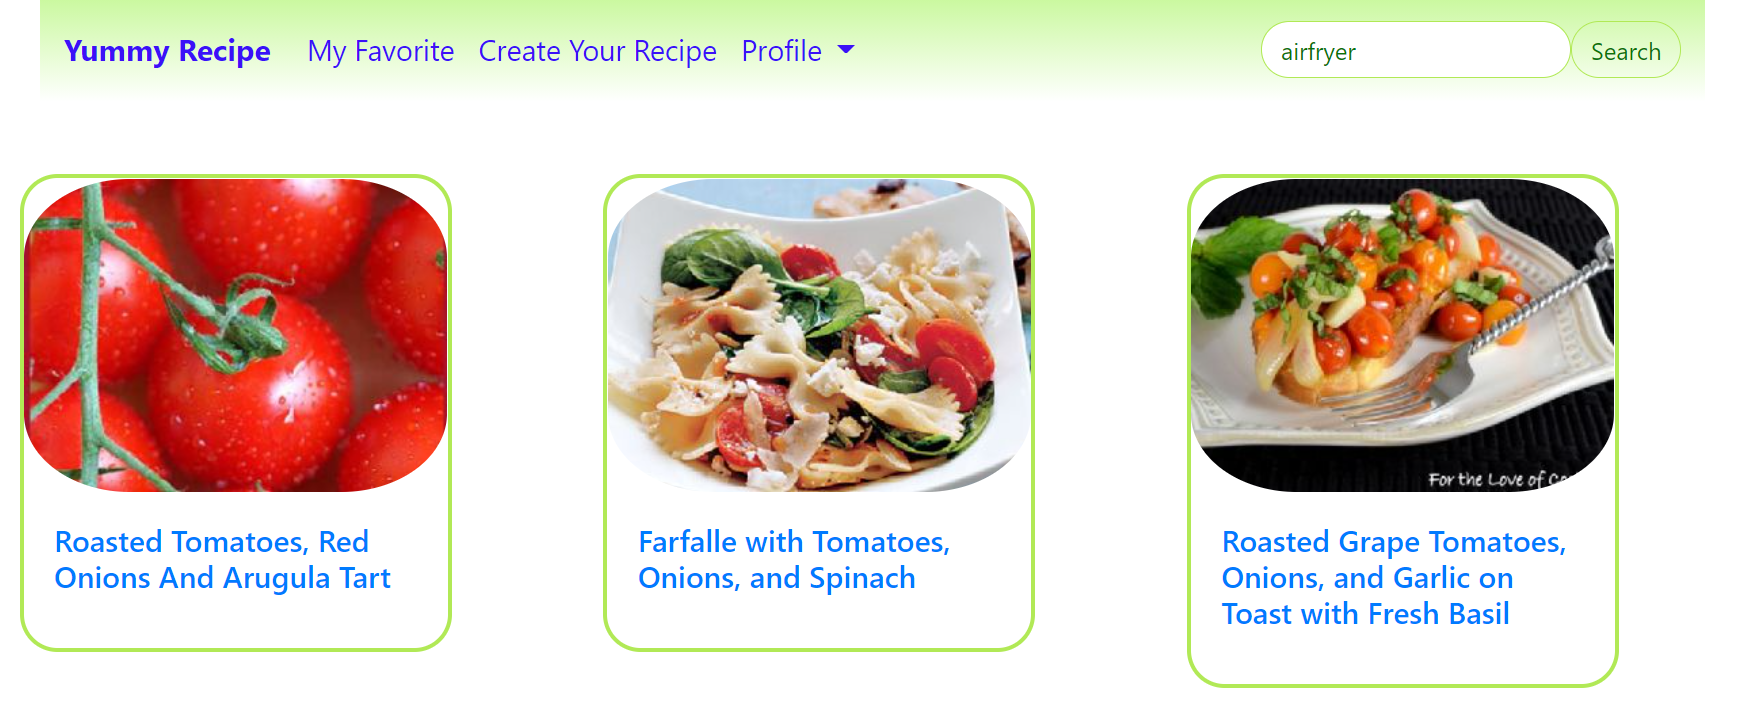 Yummy Recipe My Favorite Create Your Recipe Profile airfryer Search
For the Love of
Roasted Tomatoes, Red
Onions And Arugula Tart
Farfalle with Tomatoes,
Onions, and Spinach
Roasted Grape Tomatoes,
Onions, and Garlic on
Toast with Fresh Basil